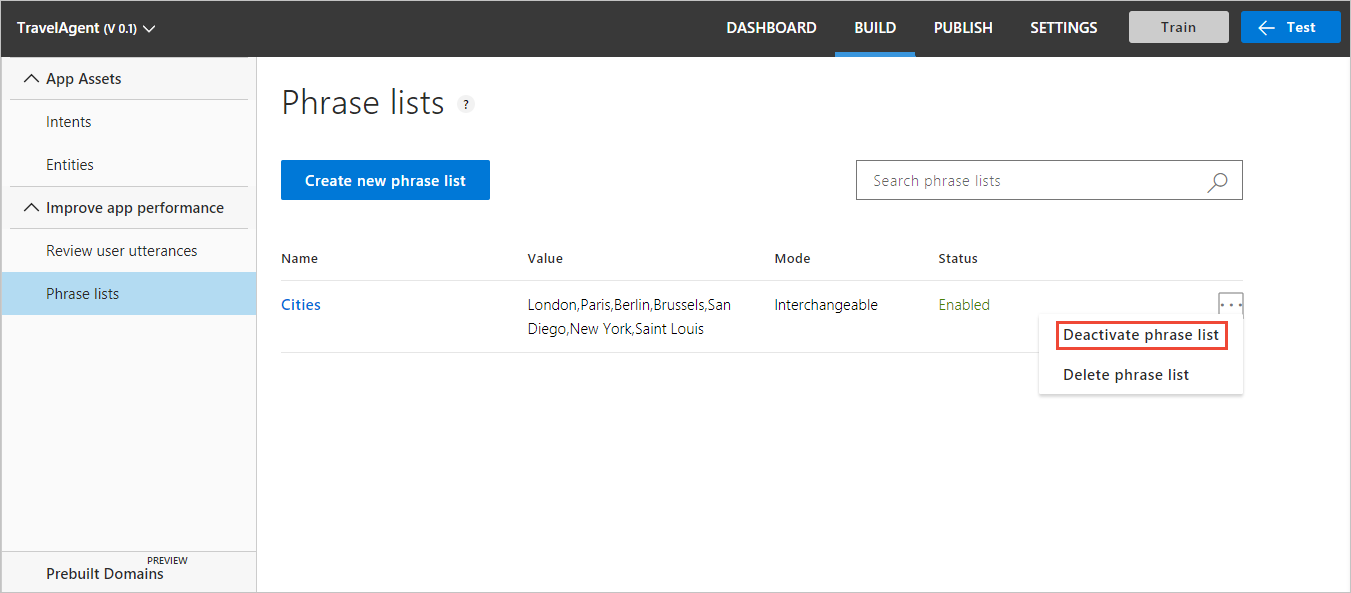 TravelAgent (V 0.1)
DASHBOARD
BUILD
PUBLISH
SETTINGS
Train
Test
App Assets
Intents
Entities
Improve app performance
Review user utterances
Phrase lists
PREVIEW
Prebuilt Domains
Phrase lists ?
Create new phrase list
Search phrase lists
Name
Value
Mode
Status
Cities
London,Paris,Berlin,Brussels,San
Diego,New York,Saint Louis
Interchangeable
Enabled
...
Deactivate phrase list
Delete phrase list